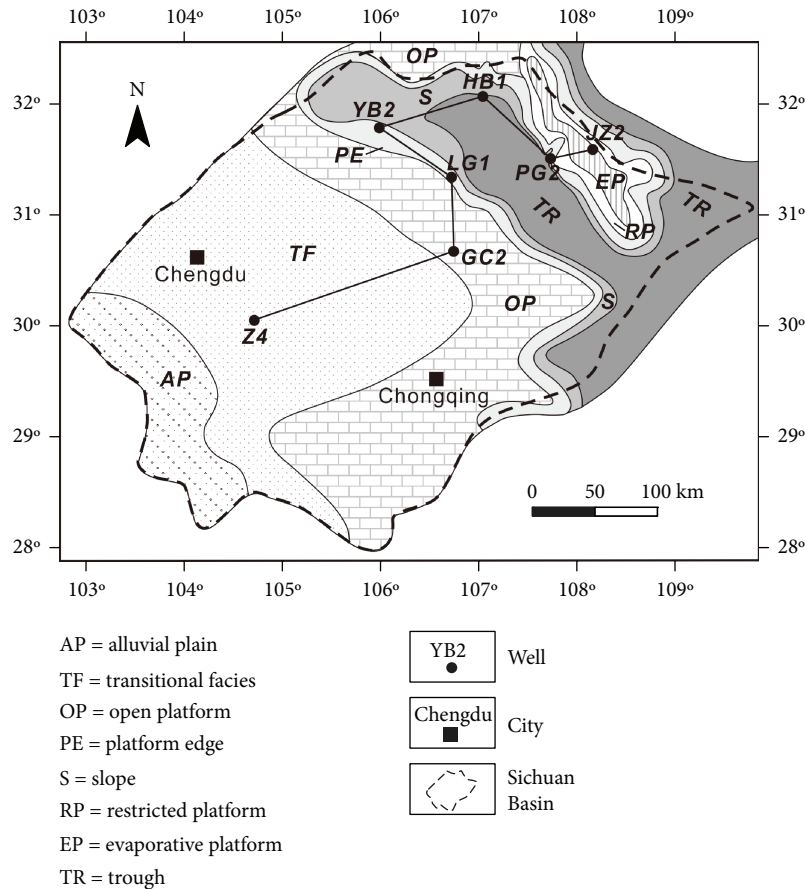 103º 104º 105º 106º 107º 108º 109º
OP
N
HB1
32º 32º
S
YB2
JZ2
PE
LG1
PG2
EP
31º 31º
TR TR
RP
TF
GC2
Chengdu
OP S
30º 30º
Z4
AP
Chongqing
29º 29º
0 50 100 km
28º 28º
103º 104º 105º 106º 107º 108º 109º
AP = alluvial plain
TF = transitional facies
OP = open platform
PE = platform edge
S = slope
RP = restricted platform
EP = evaporative platform
TR = trough
YB2 Well
Chengdu City
Sichuan
Basin